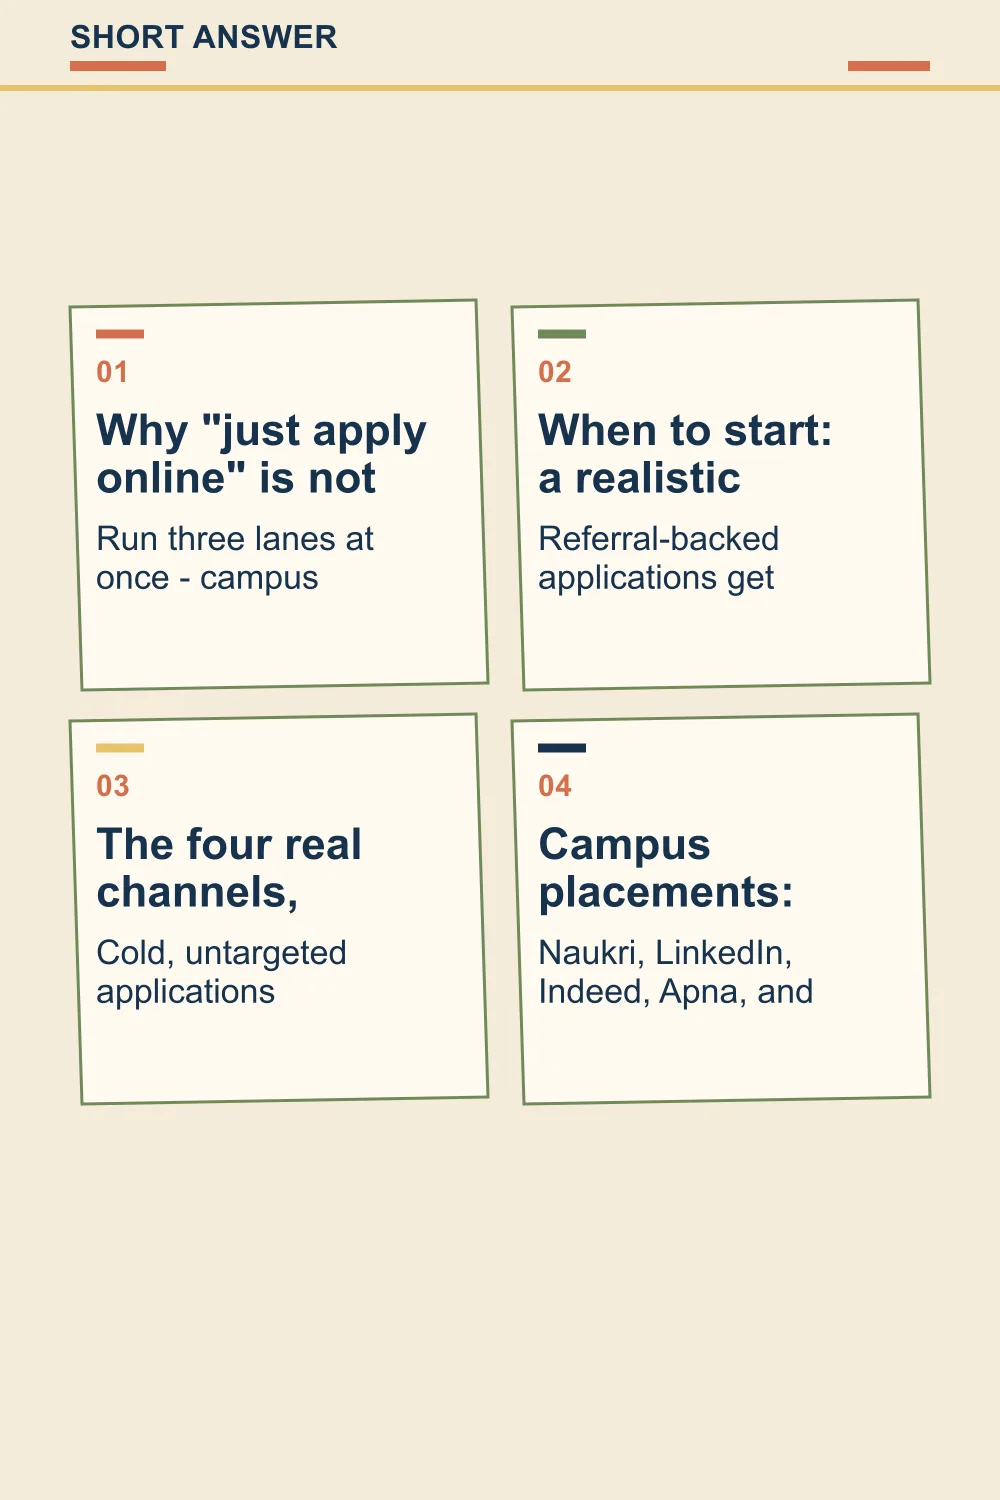 SHORT ANSWER
01
Why "just apply
online" is not
Run three lanes at
once - campus
02
When to start:
a realistic
Referral-backed
applications get
03
The four real
channels,
Cold, untargeted
applications
04
Campus
placements:
Naukri, LinkedIn,
Indeed, Apna, and